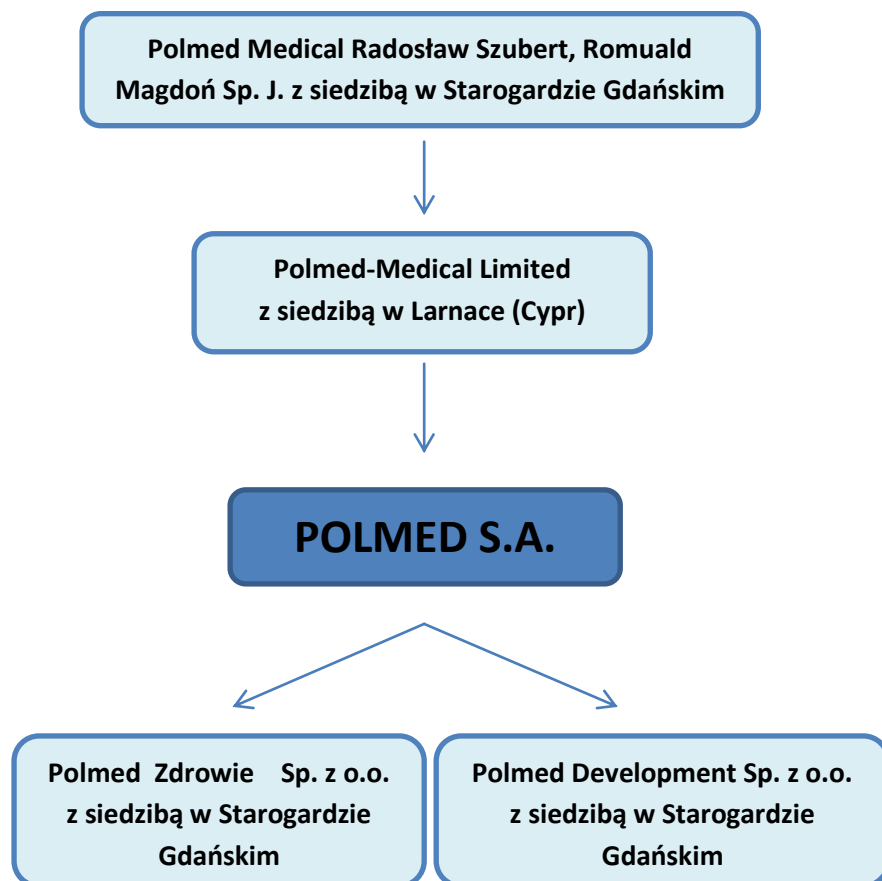 Polmed Medical Radosław Szubert, Romuald
Magdoń Sp. J. z siedzibą w Starogardzie Gdańskim
Polmed-Medical Limited
z siedzibą w Larnace (Cypr)
POLMED S.A.
Polmed Zdrowie Sp. z o.o.
z siedzibą w Starogardzie
Gdańskim
Polmed Development Sp. z o.o.
z siedzibą w Starogardzie
Gdańskim